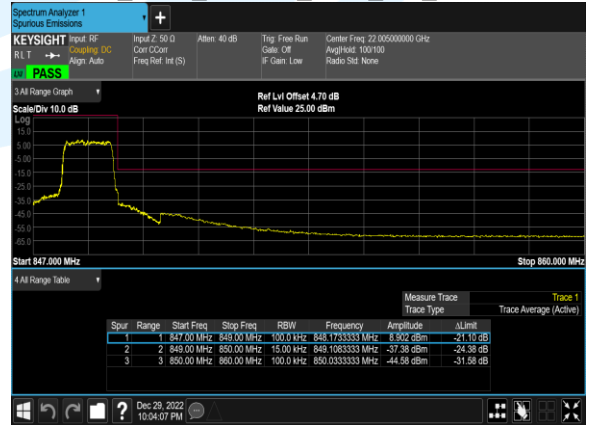 Spectrum Analyzer 1
Spurious Emissions
KEYSIGHT Input: RF Input Z: 50 Ω Atten: 40 dB Trig: Free Run Center Freq: 22.005000000 GHz
RLT Coupling: DC Corr CCorr Gate: Off Avg|Hold: 100/100
Align: Auto Freq Ref: Int (S) IF Gain: Low Radio Std: None
PASS
3 All Range Graph
Ref Lvl Offset 4.70 dB
Scale/Div 10.0 dB Ref Value 25.00 dBm
Log
15.0
5.00
-5.00
-15.0
-25.0
-35.0
-45.0
-55.0
-65.0
Start 847.000 MHz Stop 860.000 MHz
4 All Range Table
Measure Trace Trace 1
Trace Type Trace Average (Active)
Spur Range Start Freq Stop Freq RBW Frequency Amplitude ΔLimit
1 1 847.00 MHz 849.00 MHz 100.0 kHz 848.1733333 MHz 8.902 dBm -21.10 dB
2 2 849.00 MHz 850.00 MHz 15.00 kHz 849.1083333 MHz -37.38 dBm -24.38 dB
3 3 850.00 MHz 860.00 MHz 100.0 kHz 850.0333333 MHz -44.58 dBm -31.58 dB
?
Dec 29, 2022
10:04:07 PM